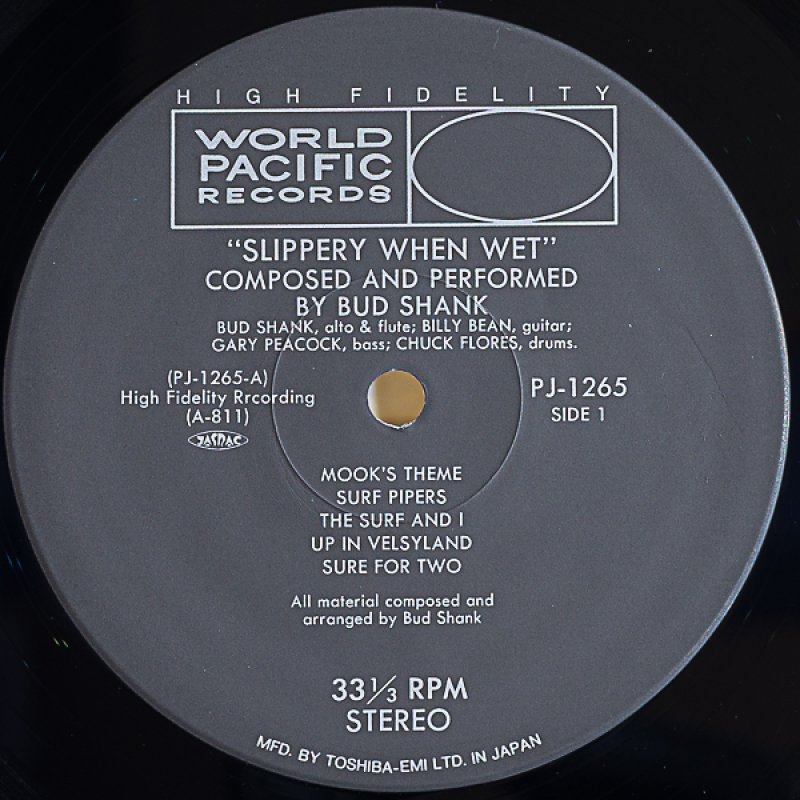 HIGH FIDELITY
WORLD
PACIFIC
RECORDS
"SLIPPERY WHEN WET"
COMPOSED AND PERFORMED
BY BUD SHANK
BUD SHANK, alto & flute; BILLY BEAN, guitar;
GARY PEACOCK, bass; CHUCK FLORES, drums.
(PJ-1265-A)
High Fidelity Rrcording
(A-811)
JASRAC
PJ-1265
SIDE 1
MOOK'S THEME
SURF PIPERS
THE SURF AND I
UP IN VELSYLAND
SURE FOR TWO
All material composed and
arranged by Bud Shank
33 1/3 RPM
STEREO
MFD. BY TOSHIBA-EMI LTD. IN JAPAN